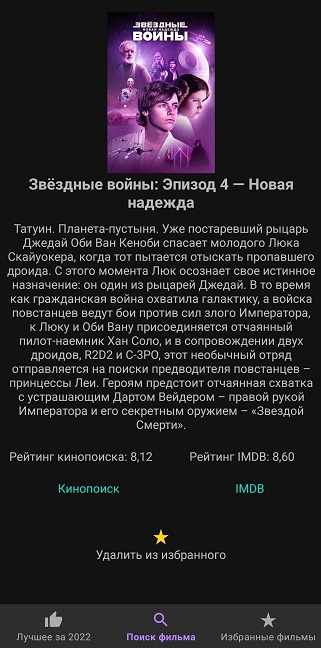 ЗВЁЗДНЫЕ
НОВАЯ НАДЕЖДА
ВОЙНЫ
Звёздные войны: Эпизод 4 — Новая
надежда
Татуин. Планета-пустыня. Уже постаревший рыцарь
Джедай Оби Ван Кеноби спасает молодого Люка
Скайуокера, когда тот пытается отыскать пропавшего
дроида. С этого момента Люк осознает свое истинное
назначение: он один из рыцарей Джедай. В то время
как гражданская война охватила галактику, а войска
повстанцев ведут бои против сил злого Императора,
к Люку и Оби Вану присоединяется отчаянный
пилот-наемник Хан Соло, и в сопровождении двух
дроидов, R2D2 и C-3PO, этот необычный отряд
отправляется на поиски предводителя повстанцев –
принцессы Леи. Героям предстоит отчаянная схватка
с устрашающим Дартом Вейдером – правой рукой
Императора и его секретным оружием – «Звездой
Смерти».
Рейтинг кинопоиска: 8,12 Рейтинг IMDB: 8,60
Кинопоиск IMDB
Удалить из избранного
Лучшее за 2022 Поиск фильма Избранные фильмы